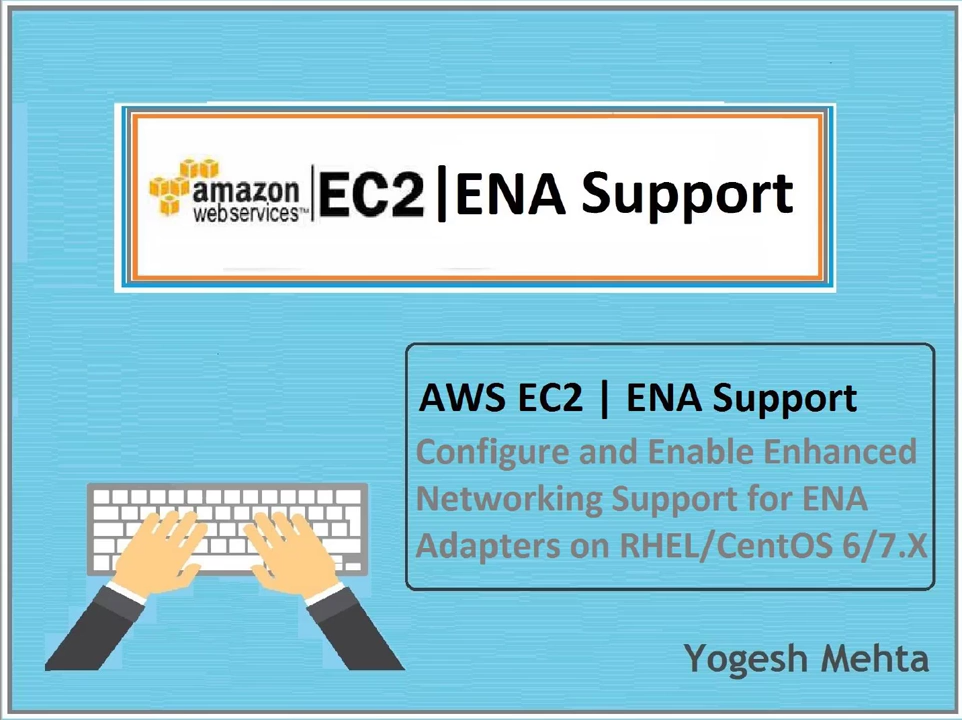 amazon webservices™ |EC2|ENA Support
AWS EC2 | ENA Support
Configure and Enable Enhanced
Networking Support for ENA
Adapters on RHEL/CentOS 6/7.X
Yogesh Mehta